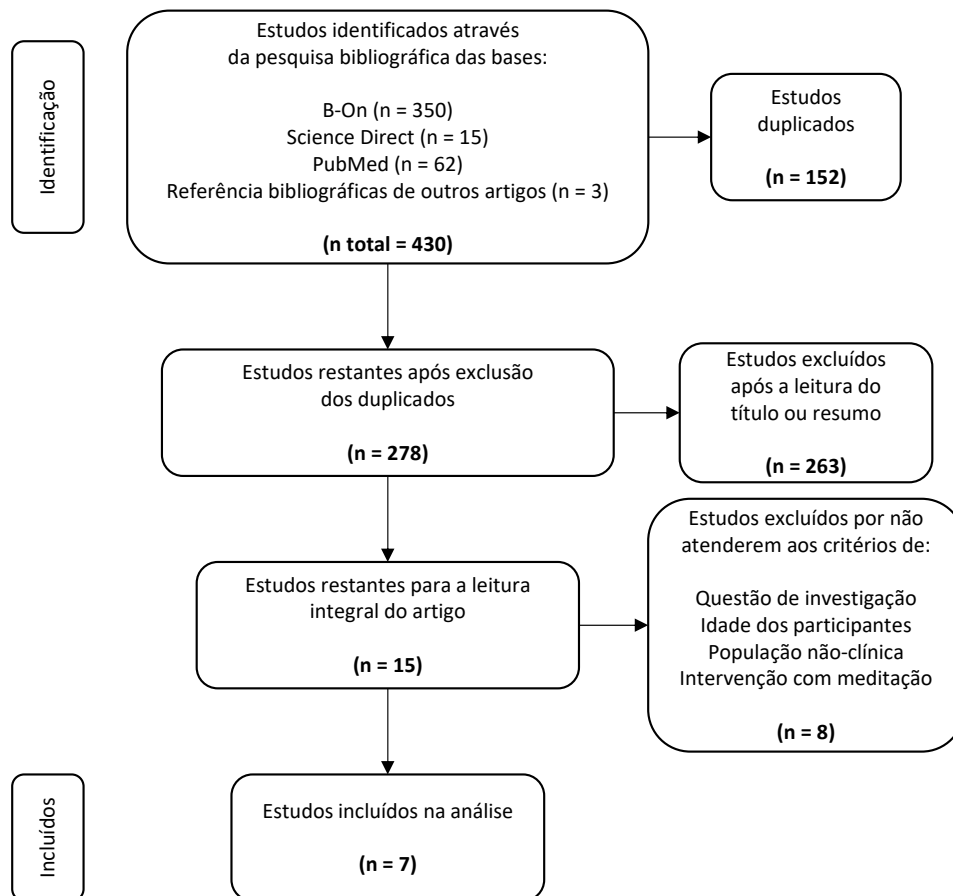 Identificação
Estudos identificados através
da pesquisa bibliográfica das bases:
B-On (n = 350)
Science Direct (n = 15)
PubMed (n = 62)
Referência bibliográficas de outros artigos (n = 3)
(n total = 430)
Estudos
duplicados
(n = 152)
Estudos restantes após exclusão
dos duplicados
(n = 278)
Estudos excluídos
após a leitura do
título ou resumo
(n = 263)
Estudos restantes para a leitura
integral do artigo
(n = 15)
Estudos excluídos por não
atenderem aos critérios de:
Questão de investigação
Idade dos participantes
População não-clínica
Intervenção com meditação
(n = 8)
Incluídos
Estudos incluídos na análise
(n = 7)